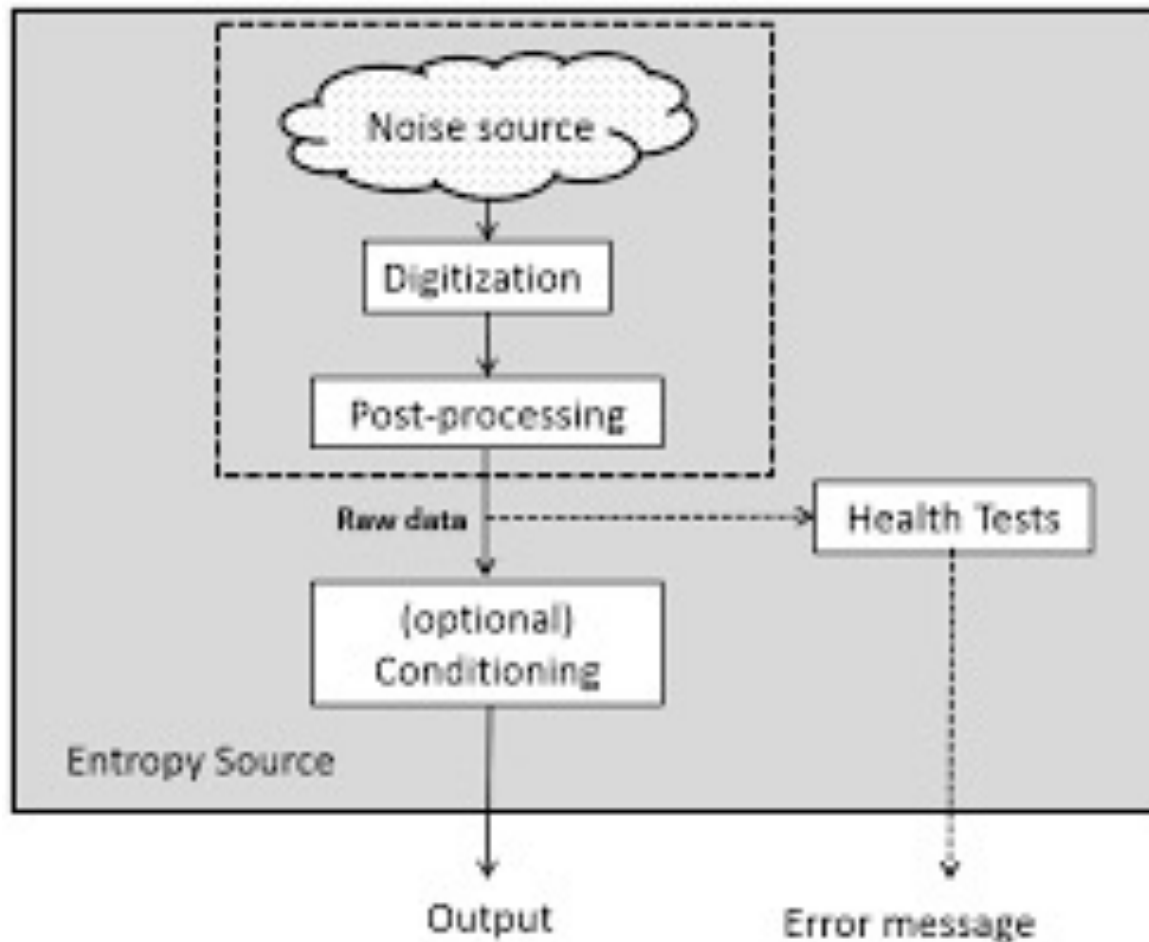 Noise source
Digitization
Post-processing
Raw data
Health Tests
(optional)
Conditioning
Entropy Source
Output
Error message